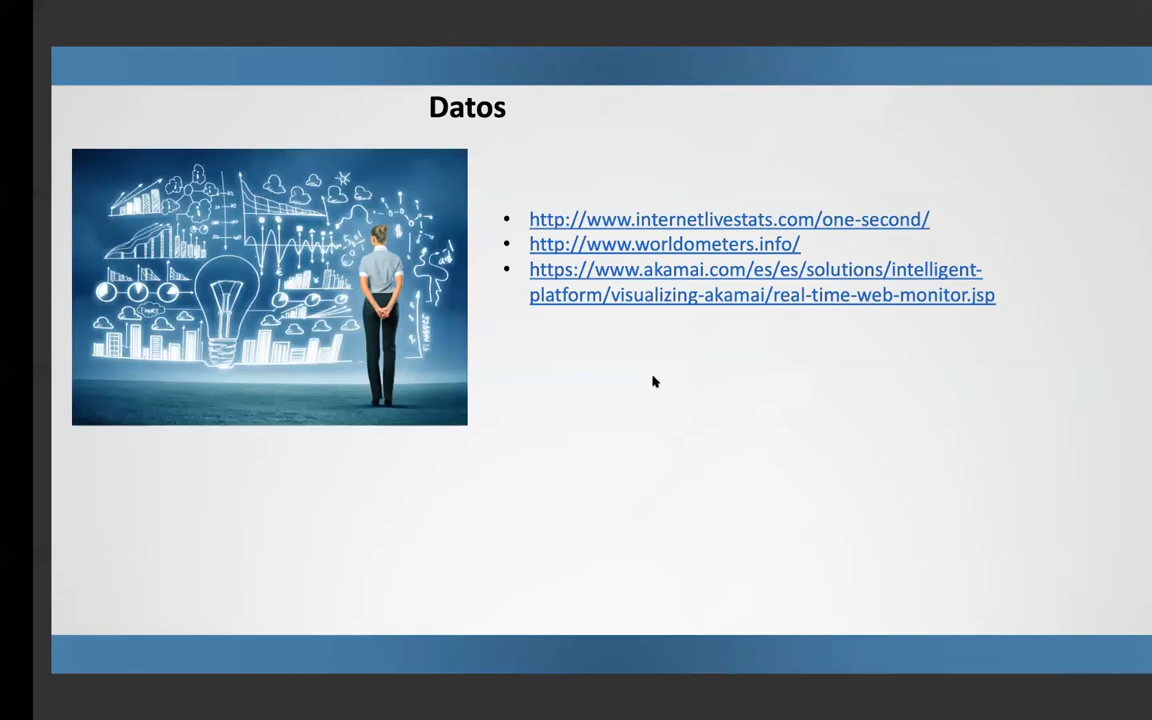 Datos
• http://www.internetlivestats.com/one-second/
• http://www.worldometers.info/
• https://www.akamai.com/es/es/solutions/intelligent-
platform/visualizing-akamai/real-time-web-monitor.jsp
FINANCE